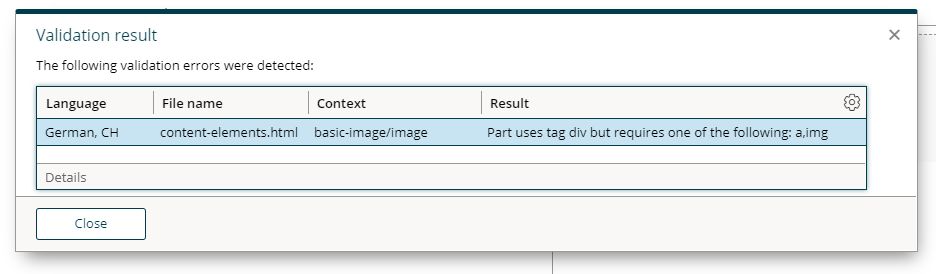 Validation result
The following validation errors were detected:
Language File name Context Result
German, CH content-elements.html basic-image/image Part uses tag div but requires one of the following: a,img
Details
Close